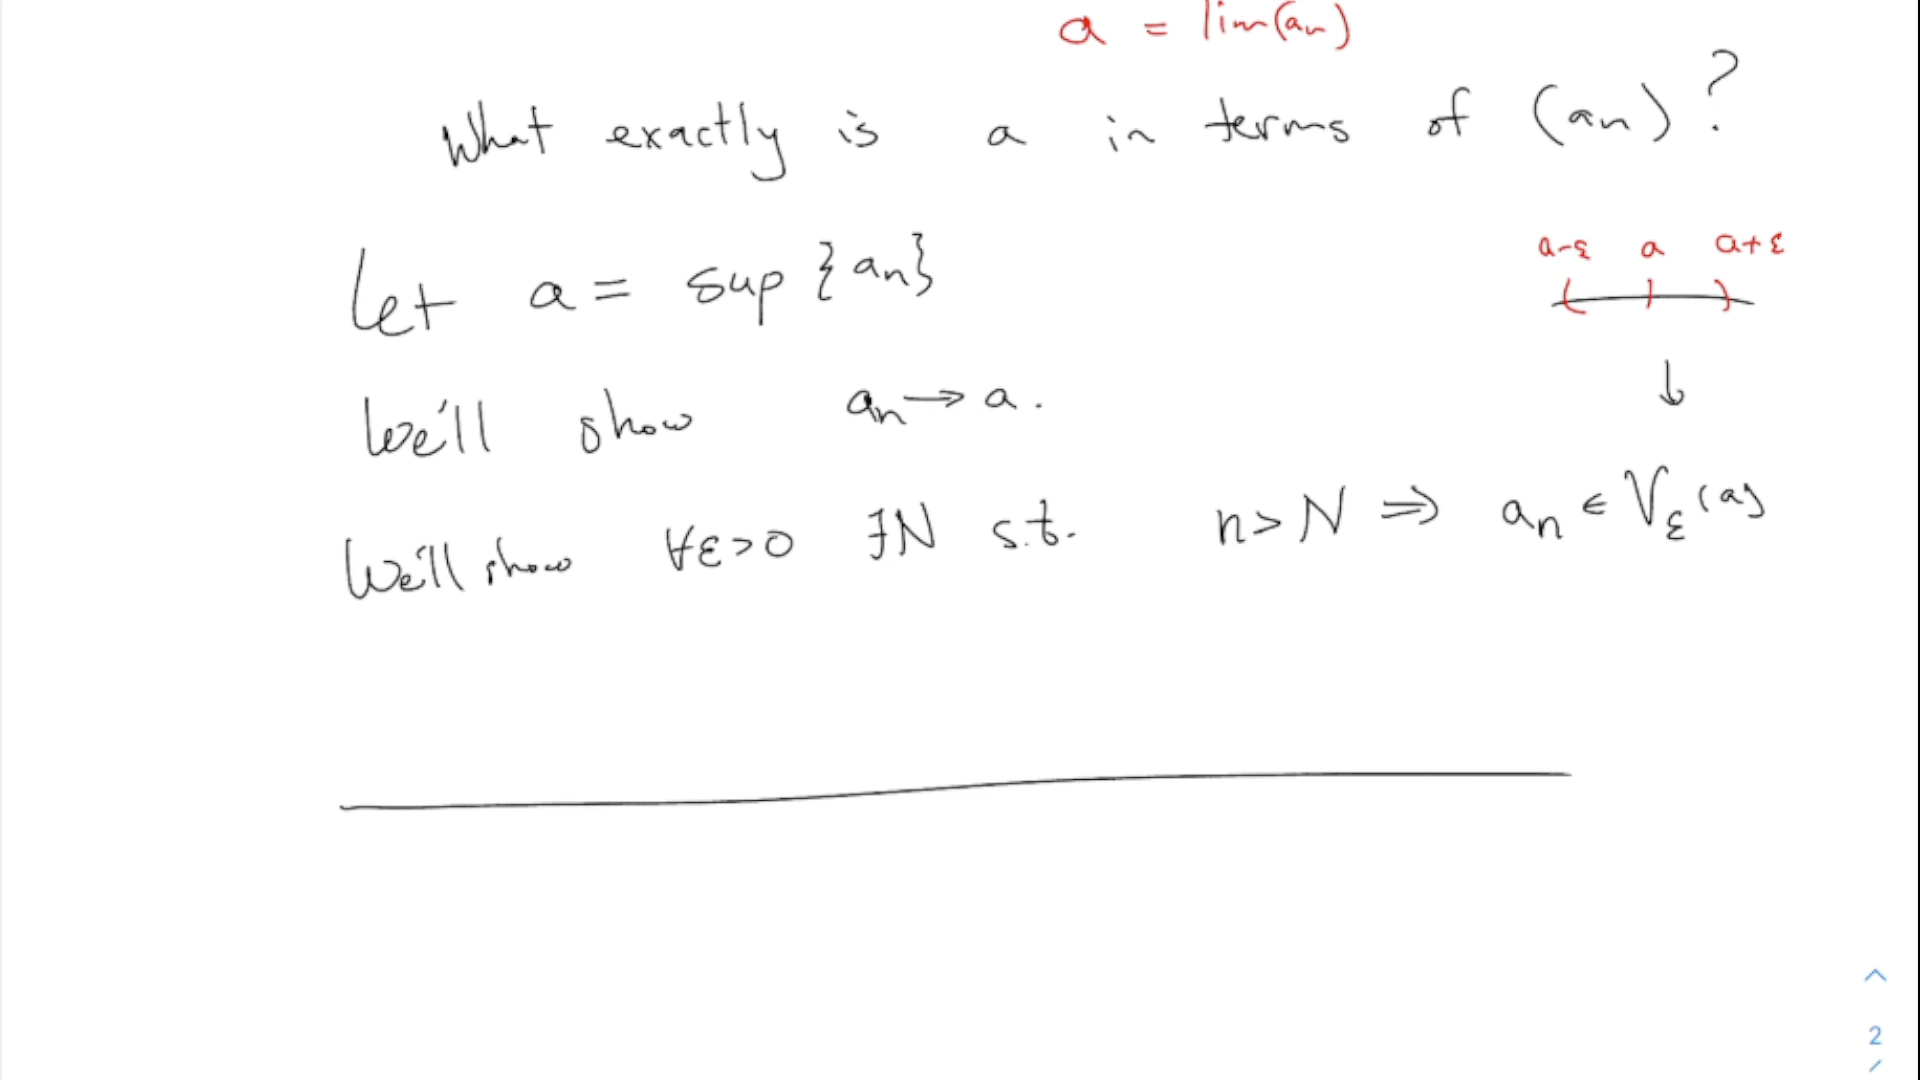 a = lim(an)
What exactly is a in terms of (an)?
Let a = sup {an}
a-ε a a+ε
We'll show an → a.
We'll show ∀ε>0 ∃N s.t. n>N ⇒ an ∈ Vε(a)
2